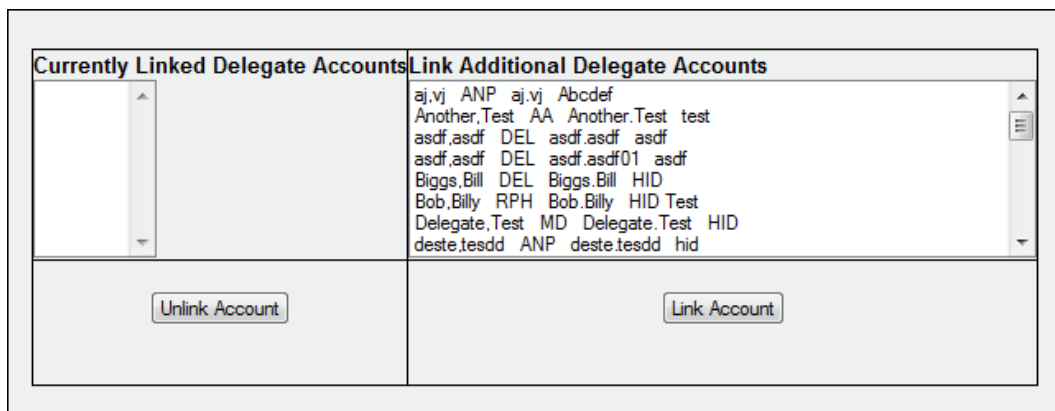 Currently Linked Delegate Accounts
Link Additional Delegate Accounts
aj,vj ANP aj.vj Abcdef
Another,Test AA Another.Test test
asdf,asdf DEL asdf.asdf asdf
asdf,asdf DEL asdf.asdf01 asdf
Biggs,Bill DEL Biggs.Bill HID
Bob,Billy RPH Bob.Billy HID Test
Delegate,Test MD Delegate.Test HID
deste,tesdd ANP deste.tesdd hid
Unlink Account
Link Account